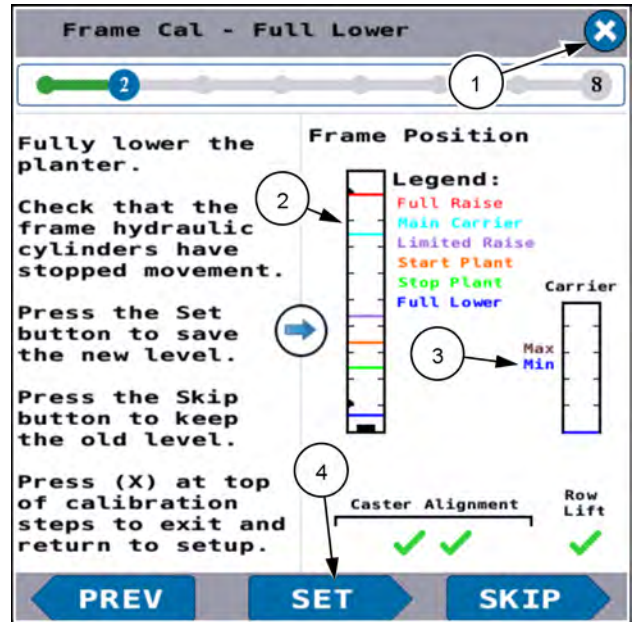 Frame Cal - Full Lower
1
2
8
Fully lower the
planter.
Check that the
frame hydraulic
cylinders have
stopped movement.
Press the Set
button to save
the new level.
Press the Skip
button to keep
the old level.
Press (X) at top
of calibration
steps to exit and
return to setup.
Frame Position
2
Legend:
Full Raise
Main Carrier
Limited Raise
Start Plant
Stop Plant
Full Lower
Carrier
3
Max
Min
4
Caster Alignment
Row
Lift
PREV
SET
SKIP